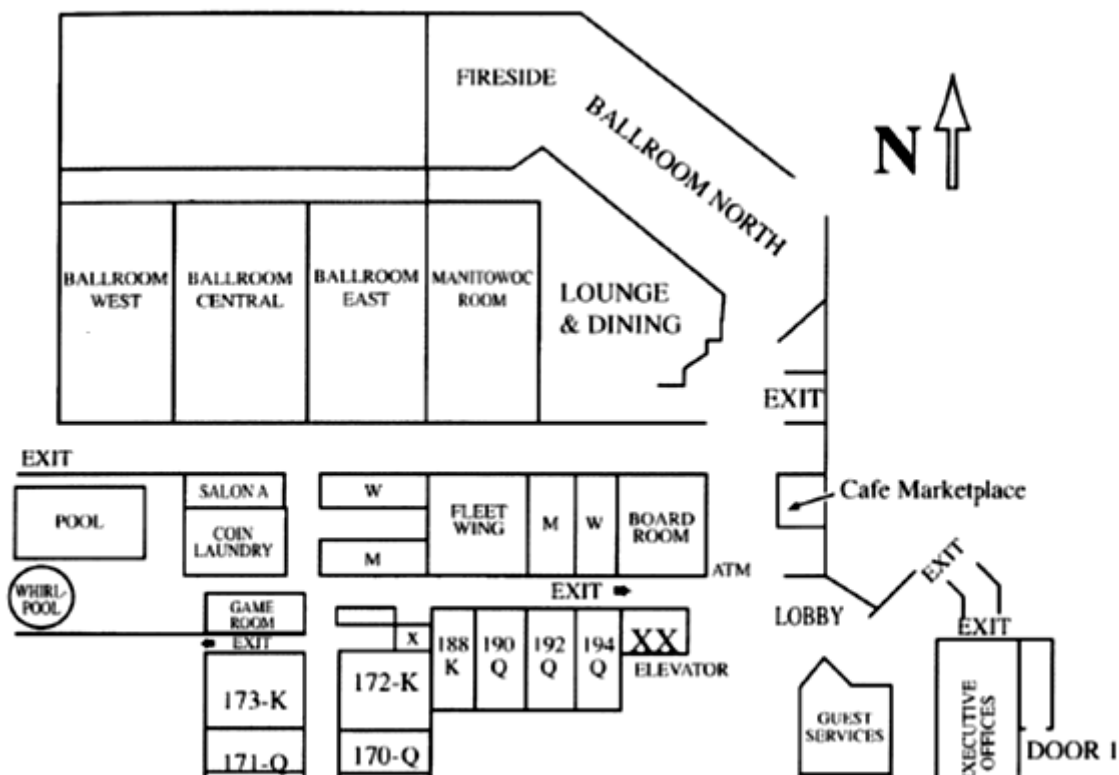 FIRESIDE
BALLROOM NORTH
N
BALLROOM
WEST
BALLROOM
CENTRAL
BALLROOM
EAST
MANITOWOC
ROOM
LOUNGE
& DINING
EXIT
EXIT
SALON A
W
FLEET
WING
M
W
BOARD
ROOM
Cafe Marketplace
POOL
COIN
LAUNDRY
M
ATM
EXIT
EXIT
WHIRL-
POOL
GAME
ROOM
LOBBY
EXIT
EXIT
X
188
K
190
Q
192
Q
194
Q
XX
ELEVATOR
173-K
172-K
GUEST
SERVICES
EXECUTIVE
OFFICES
DOOR 1
171-Q
170-Q